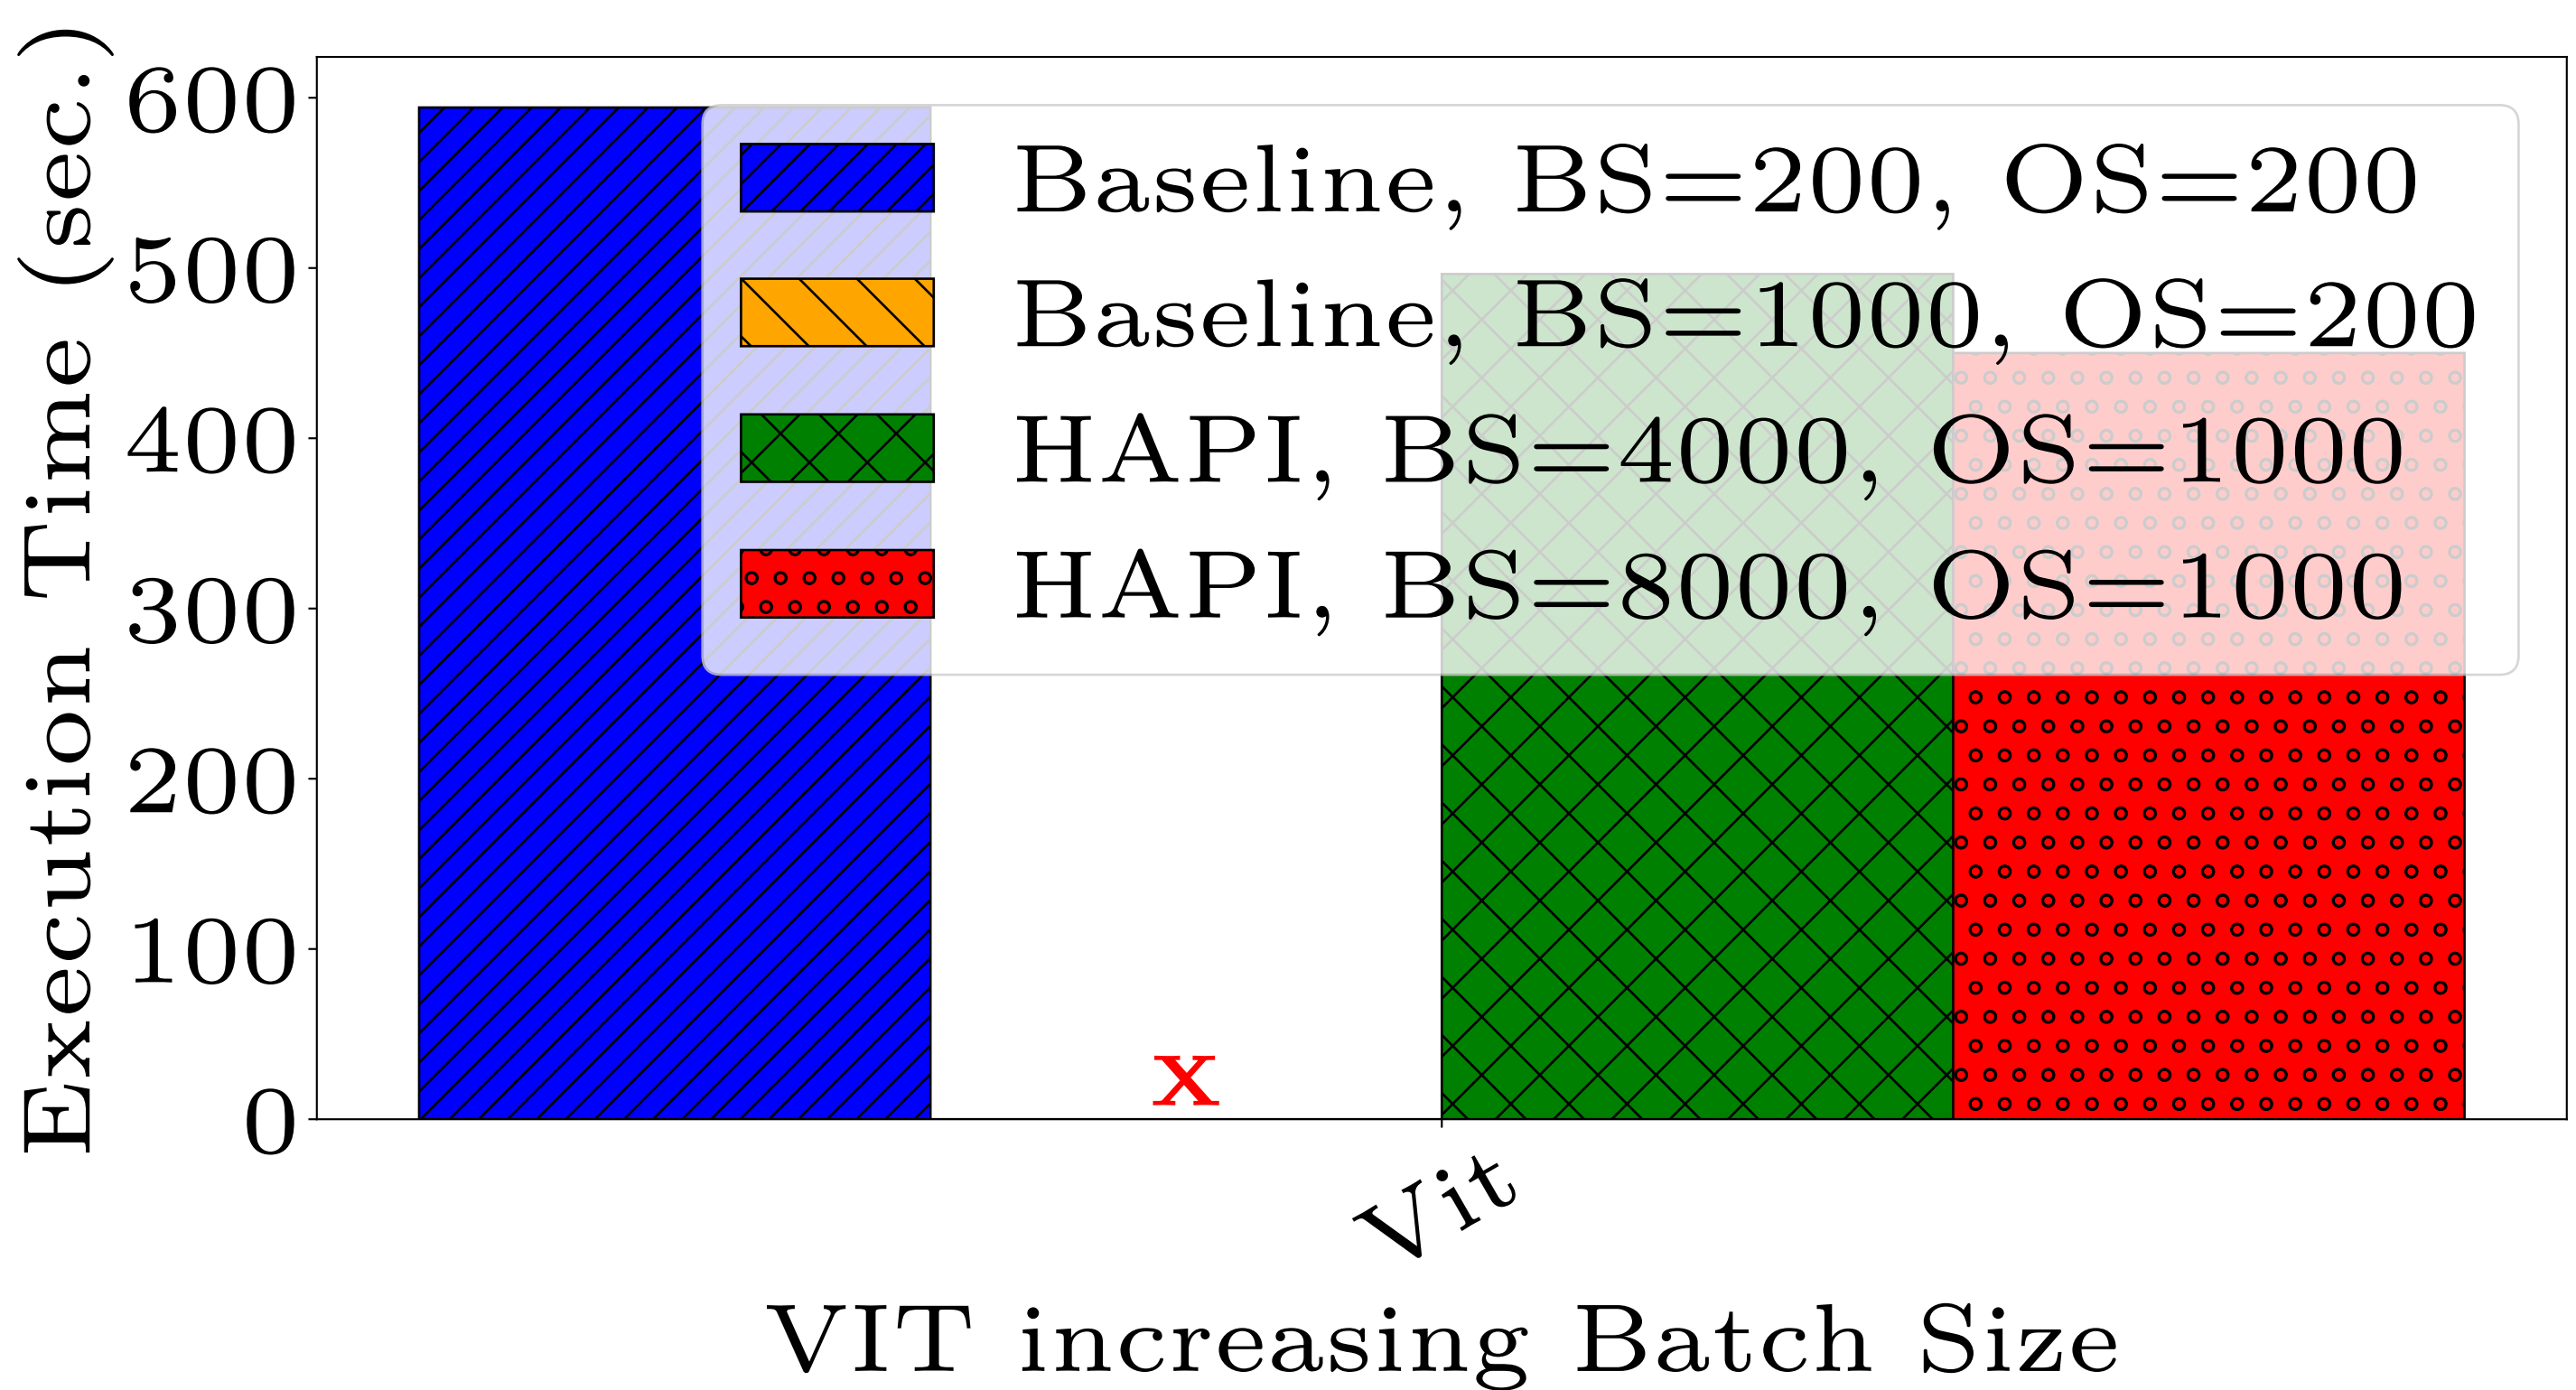 Execution Time (sec.)
600
500
400
300
200
100
0
Baseline, BS=200, OS=200
Baseline, BS=1000, OS=200
HAPI, BS=4000, OS=1000
HAPI, BS=8000, OS=1000
x
Vit
VIT increasing Batch Size